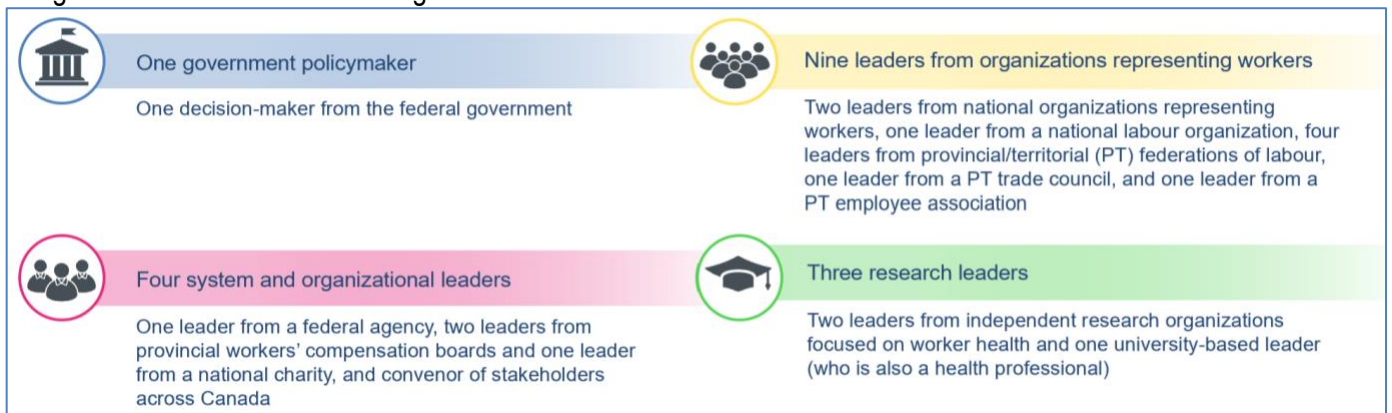 One government policymaker
One decision-maker from the federal government
Nine leaders from organizations representing workers
Two leaders from national organizations representing
workers, one leader from a national labour organization, four
leaders from provincial/territorial (PT) federations of labour,
one leader from a PT trade council, and one leader from a
PT employee association
Four system and organizational leaders
One leader from a federal agency, two leaders from
provincial workers’ compensation boards and one leader
from a national charity, and convenor of stakeholders
across Canada
Three research leaders
Two leaders from independent research organizations
focused on worker health and one university-based leader
(who is also a health professional)